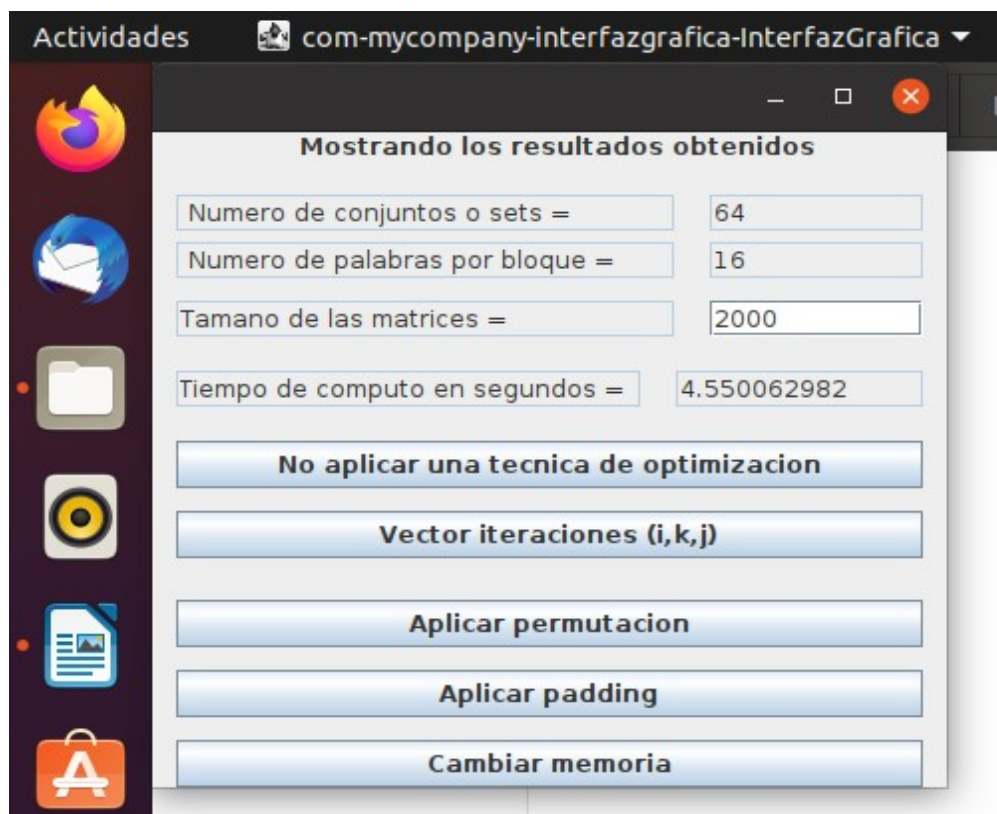 Actividades com-mycompany-interfazgrafica-InterfazGrafica
Mostrando los resultados obtenidos
Numero de conjuntos o sets = 64
Numero de palabras por bloque = 16
Tamano de las matrices = 2000
Tiempo de computo en segundos = 4.550062982
No aplicar una tecnica de optimizacion
Vector iteraciones (i,k,j)
Aplicar permutacion
Aplicar padding
Cambiar memoria